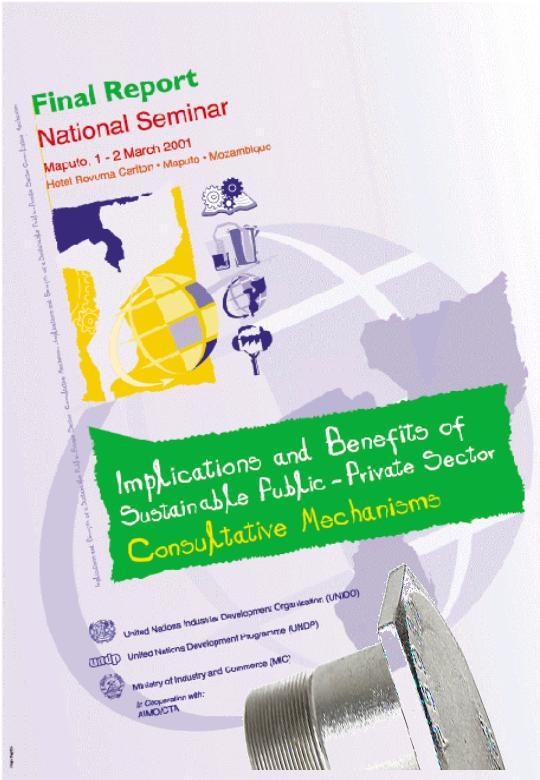 Final Report
National Seminar
Maputo, 1 - 2 March 2001
Hotel Rovuma Carlton • Maputo • Mozambique
Implications and Benefits of
Sustainable Public - Private Sector
Consultative Mechanisms
United Nations Industrial Development Organization (UNIDO)
undp United Nations Development Programme (UNDP)
Ministry of Industry and Commerce (MIC)
In Cooperation with:
AIMO/CTA